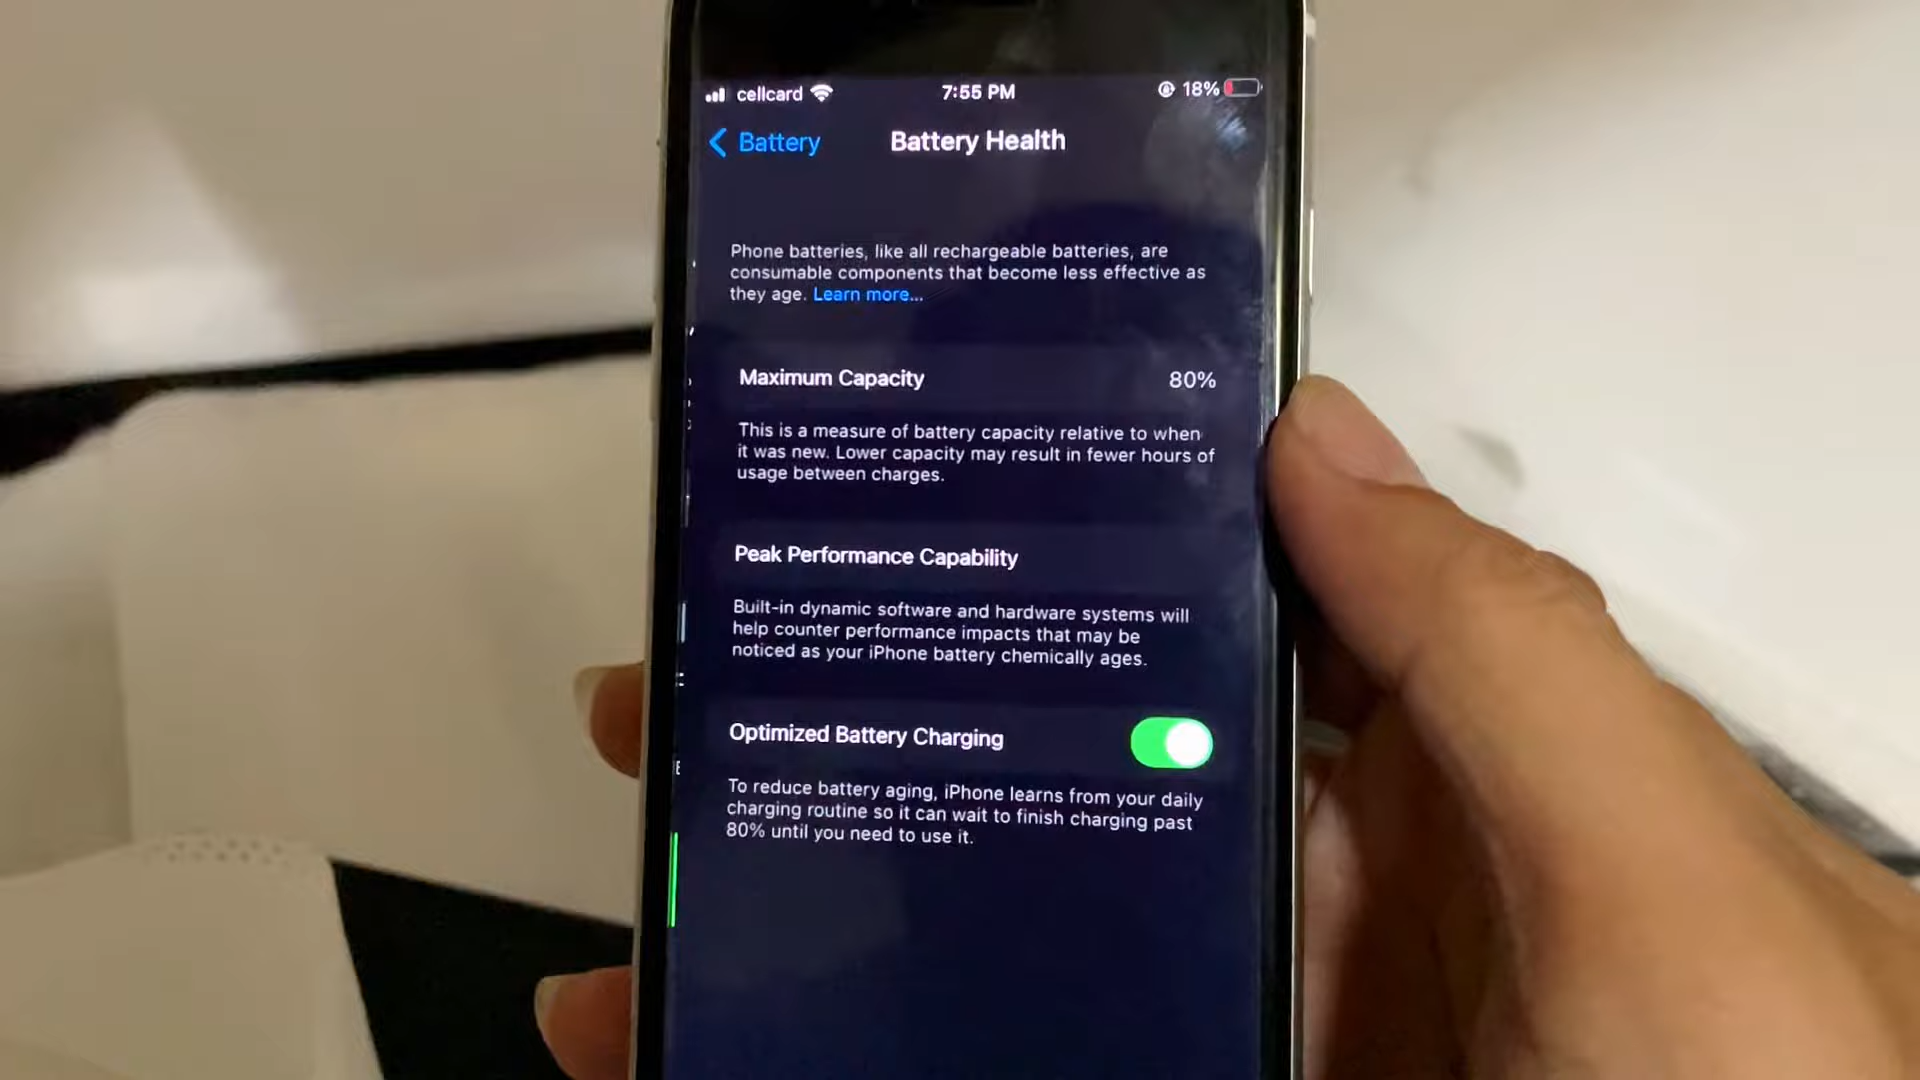 cellcard 7:55 PM 18%
Battery Battery Health
Phone batteries, like all rechargeable batteries, are
consumable components that become less effective as
they age. Learn more...
Maximum Capacity 80%
This is a measure of battery capacity relative to when
it was new. Lower capacity may result in fewer hours of
usage between charges.
Peak Performance Capability
Built-in dynamic software and hardware systems will
help counter performance impacts that may be
noticed as your iPhone battery chemically ages.
Optimized Battery Charging
To reduce battery aging, iPhone learns from your daily
charging routine so it can wait to finish charging past
80% until you need to use it.